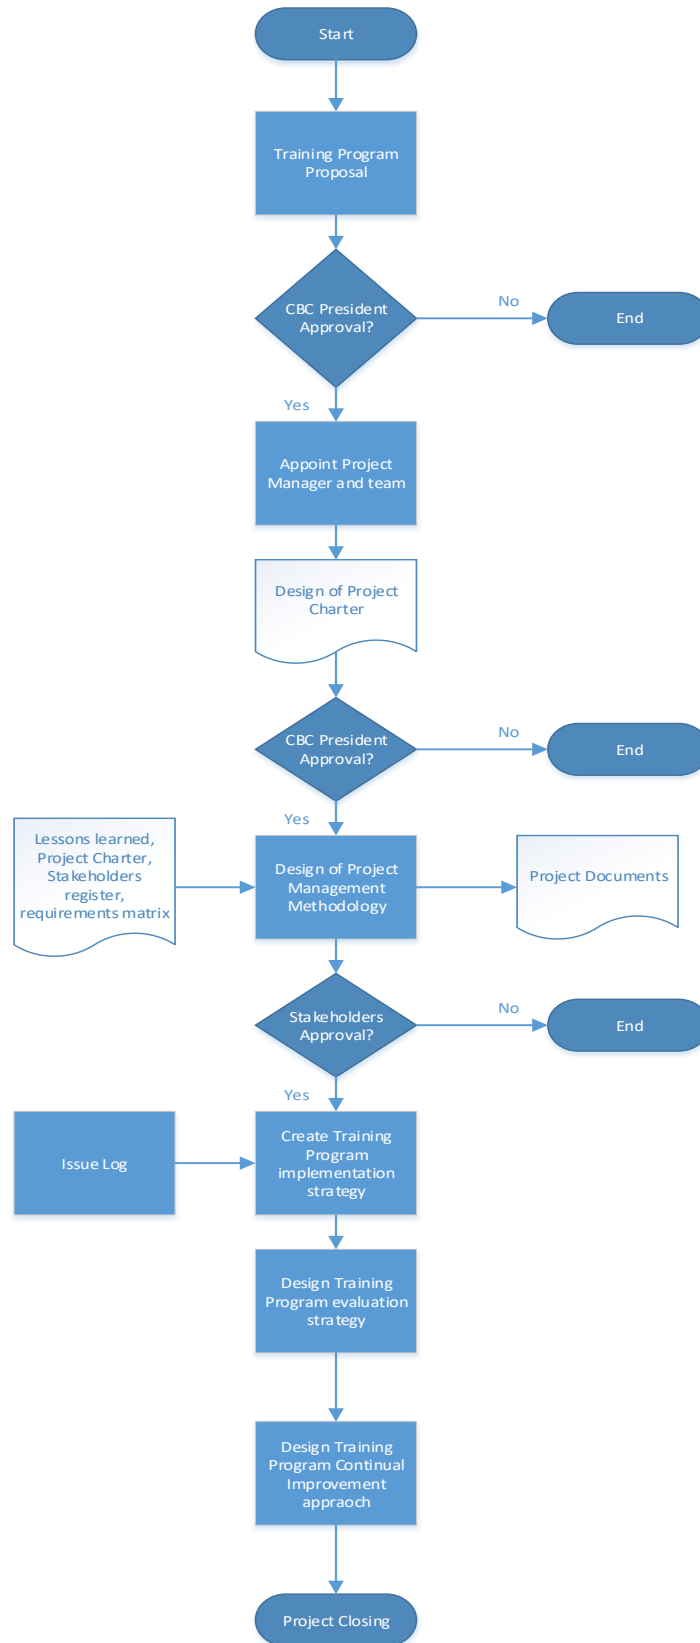 Start
Training Program
Proposal
CBC President
Approval?
No
End
Yes
Appoint Project
Manager and team
Design of Project
Charter
CBC President
Approval?
No
End
Yes
Lessons learned,
Project Charter,
Stakeholders
register,
requirements matrix
Design of Project
Management
Methodology
Project Documents
Stakeholders
Approval?
No
End
Yes
Issue Log
Create Training
Program
implementation
strategy
Design Training
Program evaluation
strategy
Design Training
Program Continual
Improvement
appraoch
Project Closing